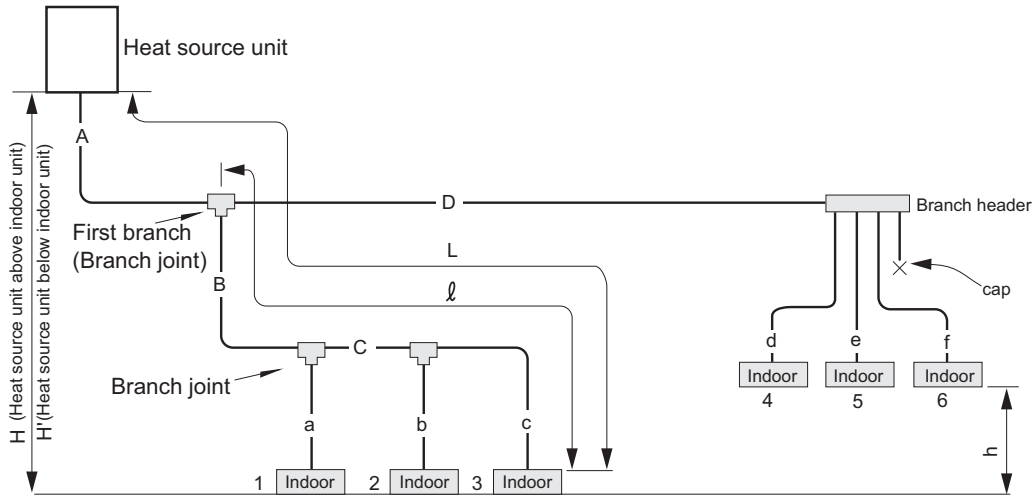 Heat source unit
A
H (Heat source unit above indoor unit)
H'(Heat source unit below indoor unit)
First branch
(Branch joint)
D
Branch header
B
L
ℓ
cap
C
Branch joint
a
b
c
d
e
f
Indoor
Indoor
Indoor
4
5
6
h
1
Indoor
2
Indoor
3
Indoor